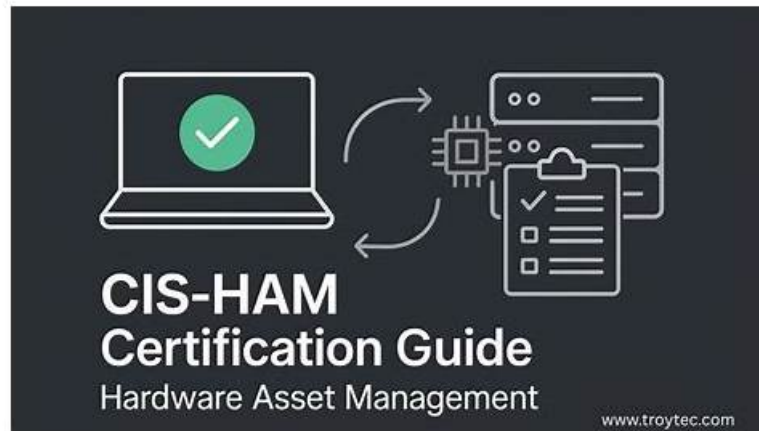 CIS-HAM
Certification Guide
Hardware Asset Management
www.troytec.com